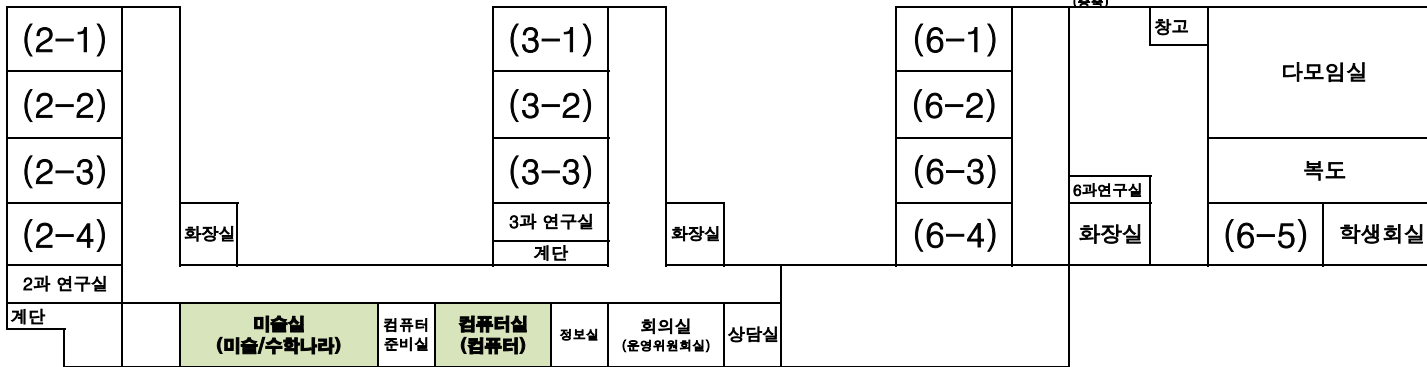 (2-1)
(3-1)
(6-1)
창고
다모임실
(2-2)
(3-2)
(6-2)
(2-3)
(3-3)
(6-3)
복도
6과연구실
(2-4)
화장실
3과 연구실
계단
화장실
(6-4)
화장실
(6-5)
학생회실
2과 연구실
계단
미술실
(미술/수학나라)
컴퓨터
준비실
컴퓨터실
(컴퓨터)
정보실
회의실
(운영위원회실)
상담실